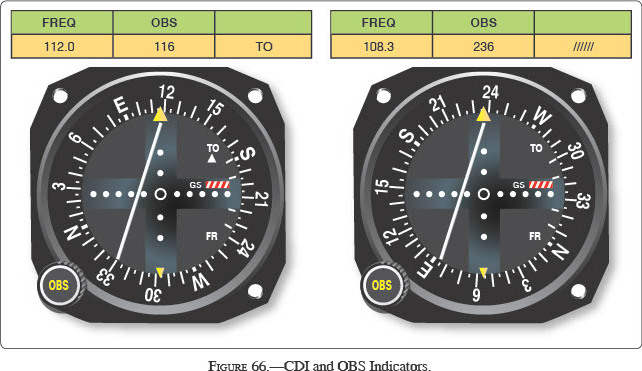 FREQ OBS
112.0 116 TO
FREQ OBS
108.3 236 //////
12
15
S
21
24
W
30
33
N
3
6
E
TO
GS
FR
OBS
24
W
30
33
N
3
6
E
12
15
S
21
TO
GS
FR
OBS
FIGURE 66.—CDI and OBS Indicators.